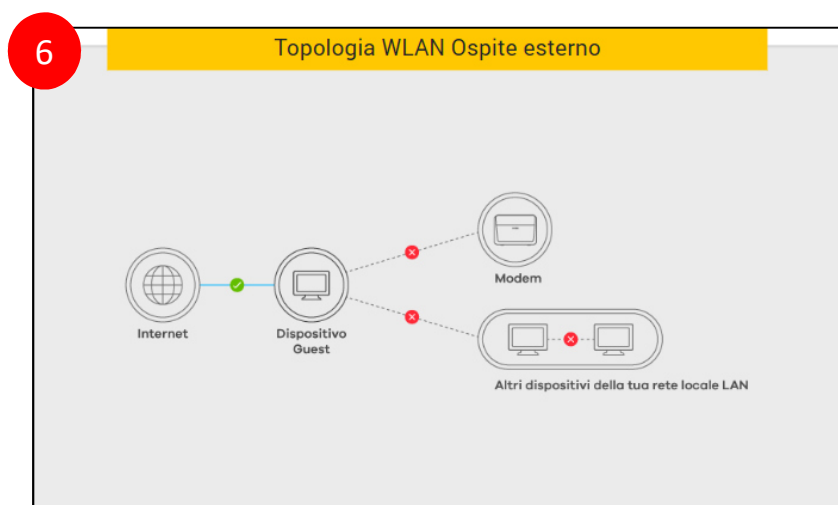 6
Topologia WLAN Ospite esterno
Modem
Internet
Dispositivo
Guest
Altri dispositivi della tua rete locale LAN